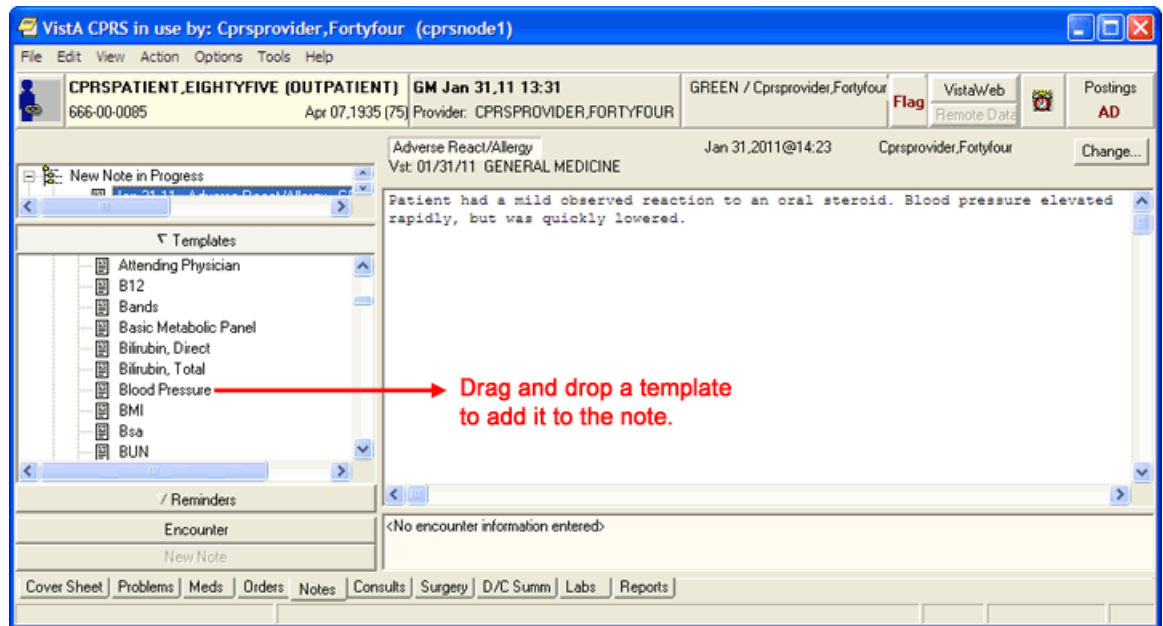 VistA CPRS in use by: Cprsprovider,Fortyfour (cprsnode1)
File Edit View Action Options Tools Help
CPRSPATIENT,EIGHTYFIVE (OUTPATIENT)
666-00-0085 Apr 07,1935 (75)
GM Jan 31,11 13:31
Provider: CPRSPROVIDER,FORTYFOUR
GREEN / Cprsprovider,Fortyfour
Flag
VistaWeb
Remote Data
Postings
AD
New Note in Progress
Jan 31,11 Adverse React/Allergy
Adverse React/Allergy Jan 31,2011@14:23 Cprsprovider,Fortyfour
Change...
Vst: 01/31/11 GENERAL MEDICINE
Patient had a mild observed reaction to an oral steroid. Blood pressure elevated
rapidly, but was quickly lowered.
Templates
Attending Physician
B12
Bands
Basic Metabolic Panel
Bilirubin, Direct
Bilirubin, Total
Blood Pressure
BMI
Bsa
BUN
Drag and drop a template
to add it to the note.
Reminders
Encounter
New Note
<No encounter information entered>
Cover Sheet Problems Meds Orders Notes Consults Surgery D/C Summ Labs Reports